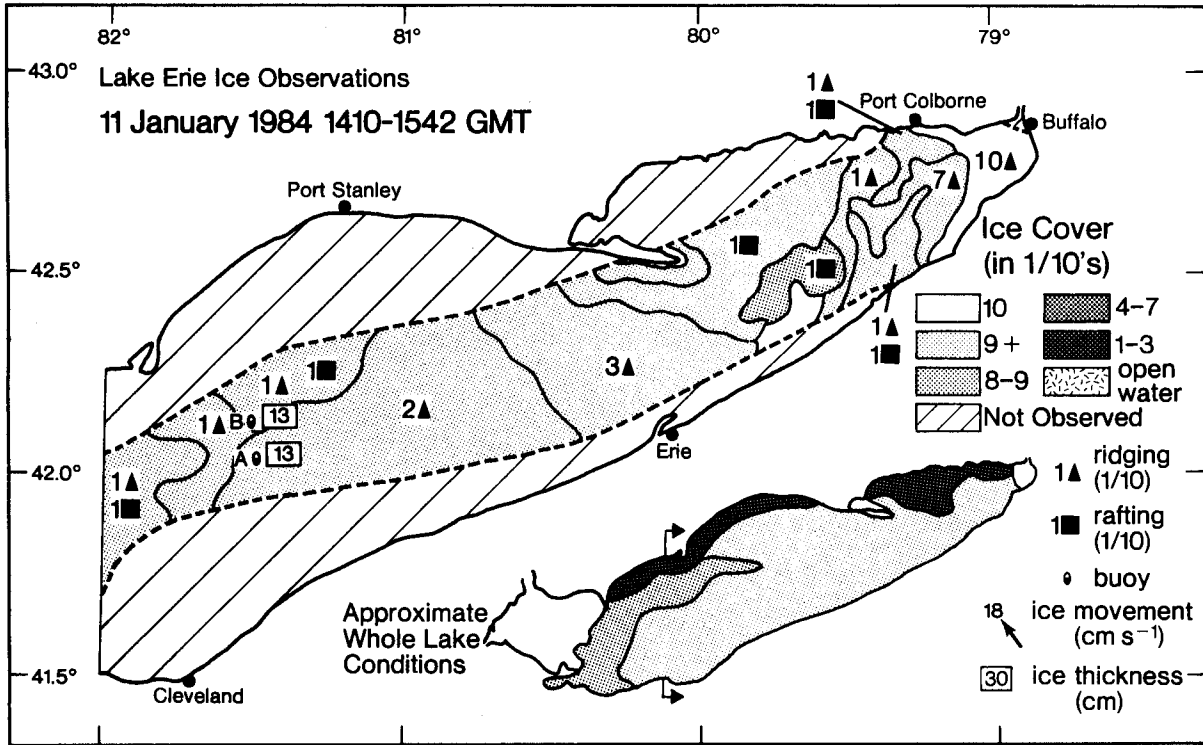 82° 81° 80° 79°
43.0°
Lake Erie Ice Observations
11 January 1984 1410-1542 GMT
1
1
Port Colborne
Buffalo
10
1
7
Port Stanley
42.5°
1
1
Ice Cover
(in 1/10's)
10
4-7
9 +
1-3
8-9
open
water
Not Observed
1
1
3
1
1
2
1
B
13
A
13
1
1
Erie
42.0°
1
ridging
(1/10)
1
rafting
(1/10)
buoy
18
ice movement
(cm s⁻¹)
30
ice thickness
(cm)
Approximate
Whole Lake
Conditions
41.5°
Cleveland